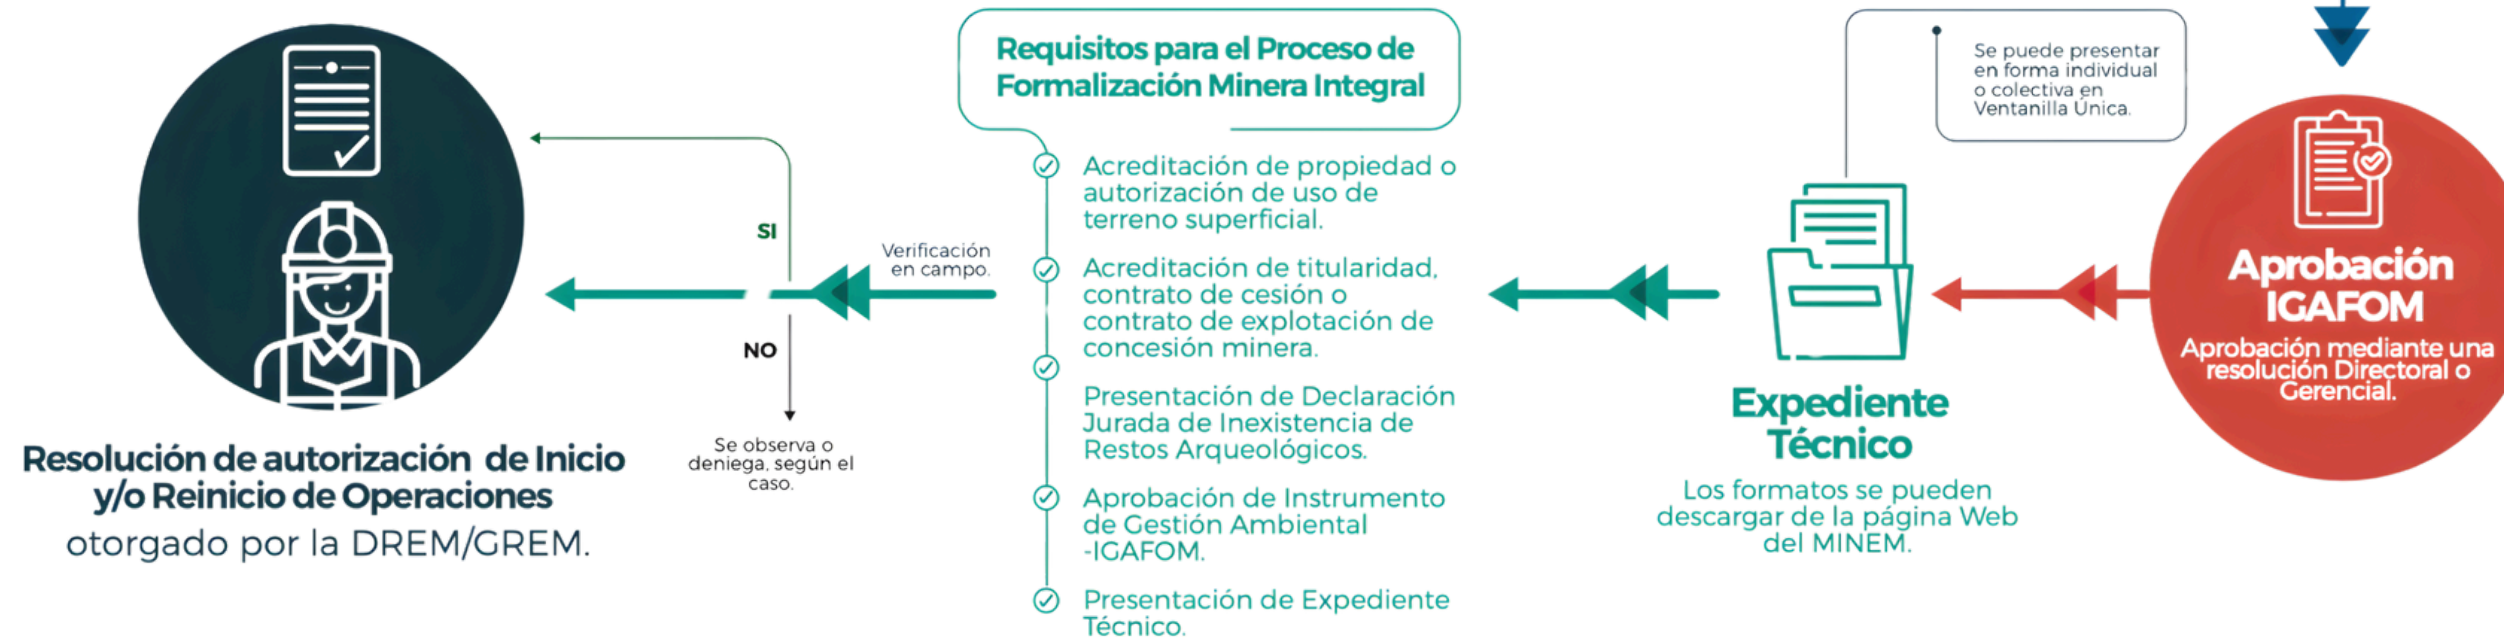 Requisitos para el Proceso de
Formalización Minera Integral
Acreditación de propiedad o
autorización de uso de
terreno superficial.
Acreditación de titularidad,
contrato de cesión o
contrato de explotación de
concesión minera.
Presentación de Declaración
Jurada de Inexistencia de
Restos Arqueológicos.
Aprobación de Instrumento
de Gestión Ambiental
-IGAFOM.
Presentación de Expediente
Técnico.
SI
Verificación
en campo.
NO
Se observa o
deniega, según el
caso.
Resolución de autorización de Inicio
y/o Reinicio de Operaciones
otorgado por la DREM/GREM.
Se puede presentar
en forma individual
o colectiva en
Ventanilla Única.
Expediente
Técnico
Los formatos se pueden
descargar de la página Web
del MINEM.
Aprobación
IGAFOM
Aprobación mediante una
resolución Directoral o
Gerencial.